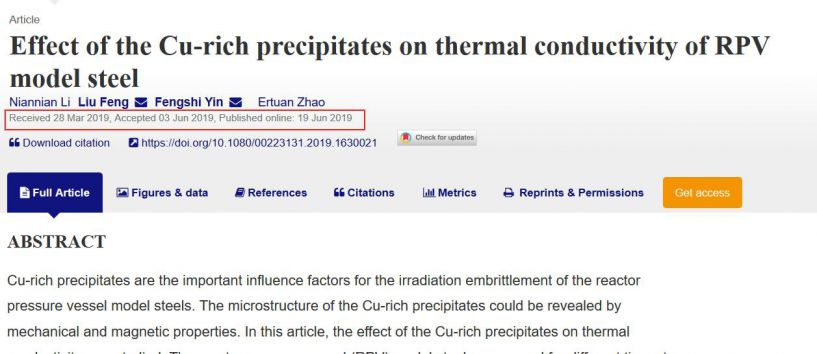 Article
Effect of the Cu-rich precipitates on thermal conductivity of RPV
model steel
Niannian Li Liu Feng Fengshi Yin Ertuan Zhao
Received 28 Mar 2019, Accepted 03 Jun 2019, Published online: 19 Jun 2019
Download citation https://doi.org/10.1080/00223131.2019.1630021 Check for updates
Full Article Figures & data References Citations Metrics Reprints & Permissions Get access
ABSTRACT
Cu-rich precipitates are the important influence factors for the irradiation embrittlement of the reactor
pressure vessel model steels. The microstructure of the Cu-rich precipitates could be revealed by
mechanical and magnetic properties. In this article, the effect of the Cu-rich precipitates on thermal